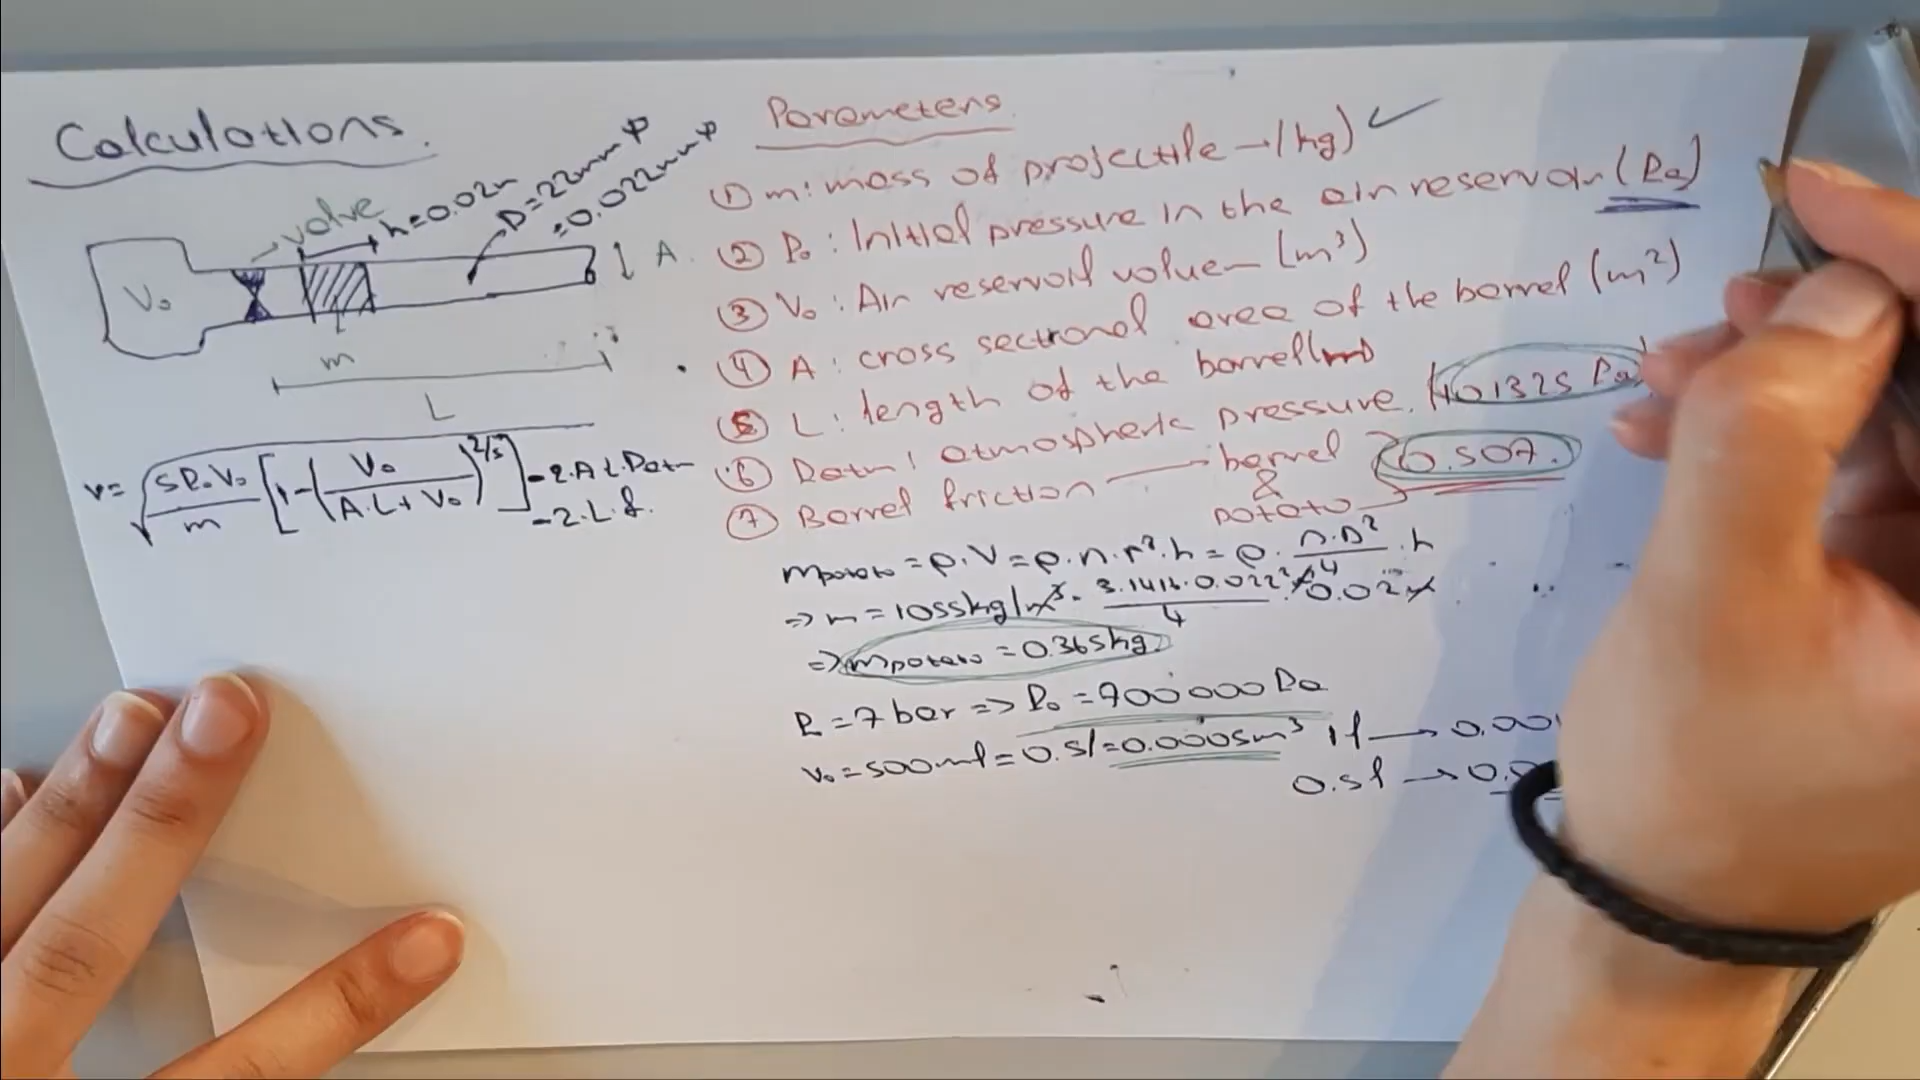 Calculations.
valve
h=0.02m
D=22mm φ
=0.022mm φ
V₀
A
m
L
v=√(5P₀V₀/m [1-(V₀/(A.L+V₀))^(2/5)] -2.A.L.Patm
-2.L.f.
Parameters
① m: mass of projectile → (kg) ✓
② P₀: Initial pressure in the air reservoir (Pa)
③ V₀: Air reservoir volume (m³)
④ A: cross sectional area of the barrel (m²)
⑤ L: length of the barrel (m)
⑥ Patm: atmospheric pressure. (101325 Pa)
⑦ Barrel friction → barrel & potato → 0.507.
mpotato = ρ.V = ρ.π.r².h = ρ. π.D²/4 .h
=> m = 1055kg/m³. 3.1416.0.022²/4 .0.02m
=> mpotato = 0.365kg.
P = 7 bar => P₀ = 700000 Pa
V₀ = 500ml = 0.5l = 0.0005m³
1l → 0.001
0.5l → 0.0